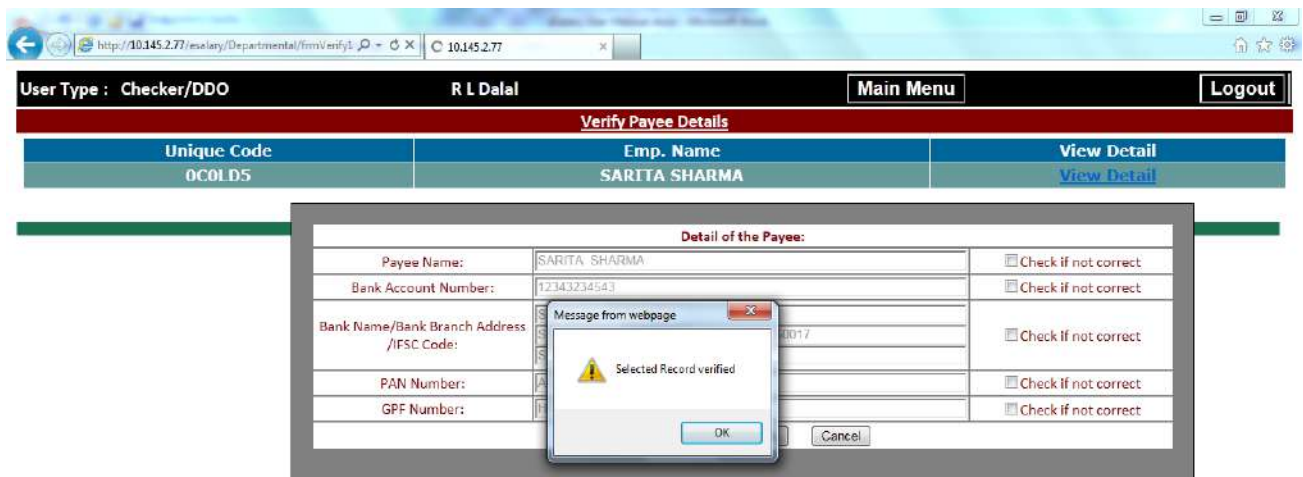 http://10.145.2.77/esalary/Departmental/frmVerify1 10.145.2.77
User Type : Checker/DDO R L Dalal Main Menu Logout
Verify Payee Details
Unique Code Emp. Name View Detail
0C0LD5 SARITA SHARMA View Detail
Detail of the Payee:
Payee Name: SARITA SHARMA Check if not correct
Bank Account Number: 12343234543 Check if not correct
Message from webpage
Bank Name/Bank Branch Address
/IFSC Code: Check if not correct
Selected Record verified
PAN Number: Check if not correct
GPF Number: Check if not correct
OK Cancel